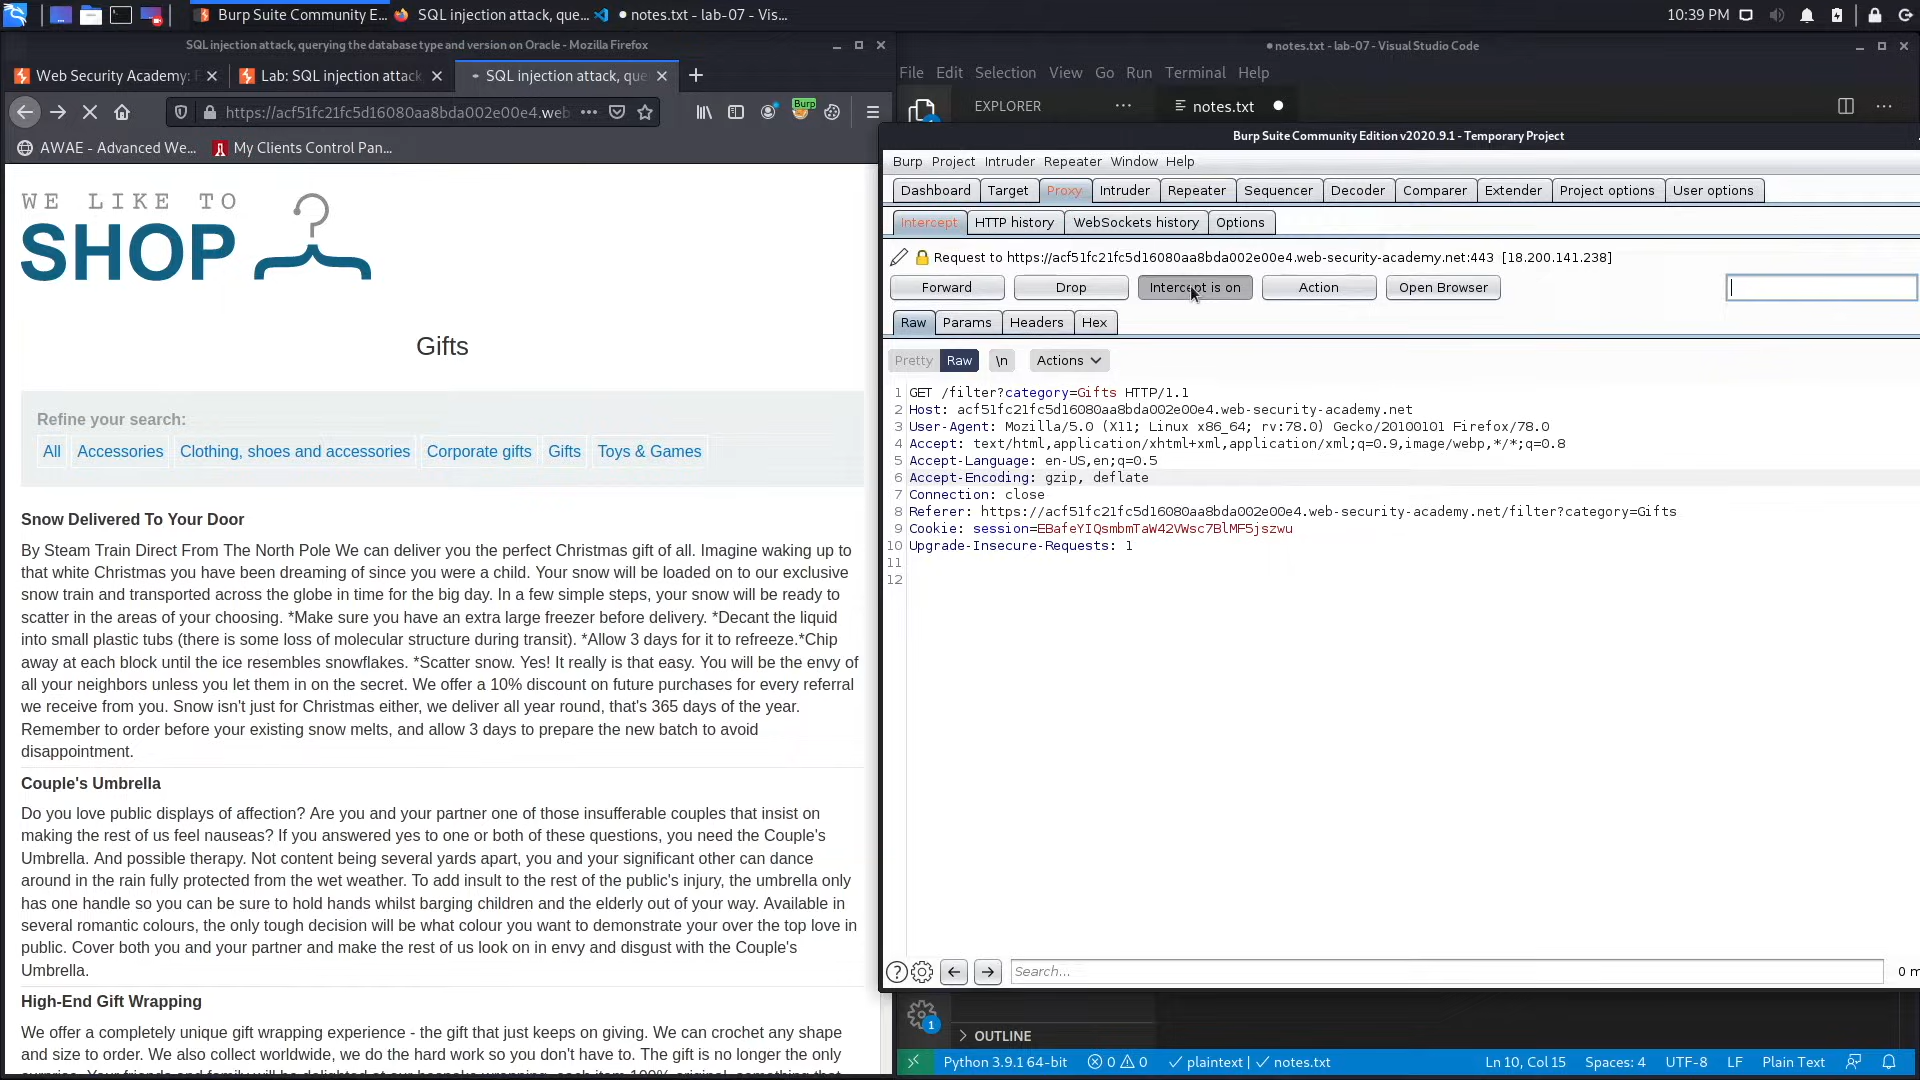 Burp Suite Community E...
SQL injection attack, que...
● notes.txt - lab-07 - Vis...
10:39 PM
SQL injection attack, querying the database type and version on Oracle - Mozilla Firefox
● notes.txt - lab-07 - Visual Studio Code
Web Security Academy:
Lab: SQL injection attack
SQL injection attack, que
File Edit Selection View Go Run Terminal Help
https://acf51fc21fc5d16080aa8bda002e00e4.web
Burp
EXPLORER
notes.txt
AWAE - Advanced We...
My Clients Control Pan...
Burp Suite Community Edition v2020.9.1 - Temporary Project
Burp Project Intruder Repeater Window Help
Dashboard Target Proxy Intruder Repeater Sequencer Decoder Comparer Extender Project options User options
Intercept HTTP history WebSockets history Options
Request to https://acf51fc21fc5d16080aa8bda002e00e4.web-security-academy.net:443 [18.200.141.238]
Forward Drop Intercept is on Action Open Browser
Raw Params Headers Hex
Pretty Raw \n Actions
1 GET /filter?category=Gifts HTTP/1.1
2 Host: acf51fc21fc5d16080aa8bda002e00e4.web-security-academy.net
3 User-Agent: Mozilla/5.0 (X11; Linux x86_64; rv:78.0) Gecko/20100101 Firefox/78.0
4 Accept: text/html,application/xhtml+xml,application/xml;q=0.9,image/webp,*/*;q=0.8
5 Accept-Language: en-US,en;q=0.5
6 Accept-Encoding: gzip, deflate
7 Connection: close
8 Referer: https://acf51fc21fc5d16080aa8bda002e00e4.web-security-academy.net/filter?category=Gifts
9 Cookie: session=EBafeYIQsmbmTaW42VWsc7BlMF5jszwu
10 Upgrade-Insecure-Requests: 1
11
12
Search...
0 m
WE LIKE TO
SHOP
Gifts
Refine your search:
All Accessories Clothing, shoes and accessories Corporate gifts Gifts Toys & Games
Snow Delivered To Your Door
By Steam Train Direct From The North Pole We can deliver you the perfect Christmas gift of all. Imagine waking up to
that white Christmas you have been dreaming of since you were a child. Your snow will be loaded on to our exclusive
snow train and transported across the globe in time for the big day. In a few simple steps, your snow will be ready to
scatter in the areas of your choosing. *Make sure you have an extra large freezer before delivery. *Decant the liquid
into small plastic tubs (there is some loss of molecular structure during transit). *Allow 3 days for it to refreeze.*Chip
away at each block until the ice resembles snowflakes. *Scatter snow. Yes! It really is that easy. You will be the envy of
all your neighbors unless you let them in on the secret. We offer a 10% discount on future purchases for every referral
we receive from you. Snow isn't just for Christmas either, we deliver all year round, that's 365 days of the year.
Remember to order before your existing snow melts, and allow 3 days to prepare the new batch to avoid
disappointment.
Couple's Umbrella
Do you love public displays of affection? Are you and your partner one of those insufferable couples that insist on
making the rest of us feel nauseas? If you answered yes to one or both of these questions, you need the Couple's
Umbrella. And possible therapy. Not content being several yards apart, you and your significant other can dance
around in the rain fully protected from the wet weather. To add insult to the rest of the public's injury, the umbrella only
has one handle so you can be sure to hold hands whilst barging children and the elderly out of your way. Available in
several romantic colours, the only tough decision will be what colour you want to demonstrate your over the top love in
public. Cover both you and your partner and make the rest of us look on in envy and disgust with the Couple's
Umbrella.
High-End Gift Wrapping
We offer a completely unique gift wrapping experience - the gift that just keeps on giving. We can crochet any shape
and size to order. We also collect worldwide, we do the hard work so you don't have to. The gift is no longer the only
1
OUTLINE
Python 3.9.1 64-bit 0 0 plaintext | notes.txt Ln 10, Col 15 Spaces: 4 UTF-8 LF Plain Text